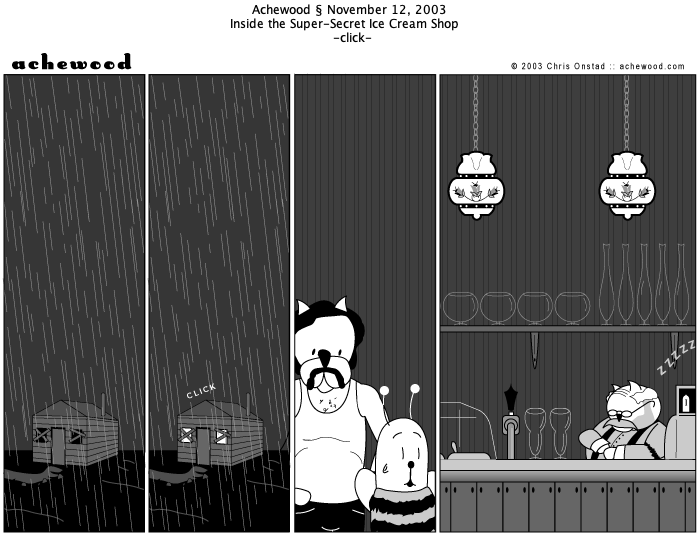 Achewood § November 12, 2003
Inside the Super-Secret Ice Cream Shop
-click-
achewood
© 2003 Chris Onstad :: achewood.com
CLICK
ZZZZZ